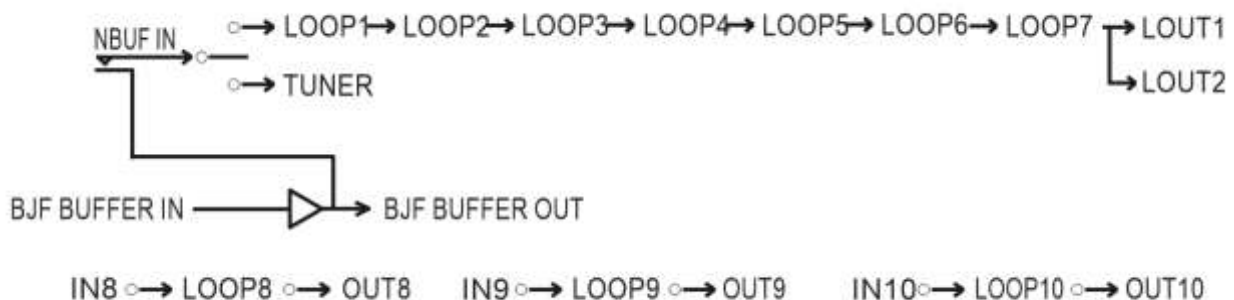 NBUF IN
LOOP1 LOOP2 LOOP3 LOOP4 LOOP5 LOOP6 LOOP7 LOUT1
TUNER LOUT2
BJF BUFFER IN BJF BUFFER OUT
IN8 LOOP8 OUT8 IN9 LOOP9 OUT9 IN10 LOOP10 OUT10